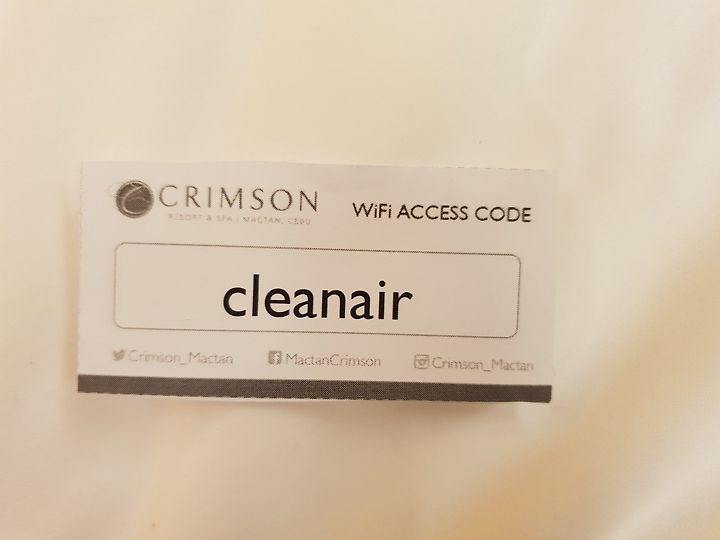 CRIMSON
RESORT & SPA | MACTAN, CEBU
WiFi ACCESS CODE
cleanair
Crimson_Mactan
MactanCrimson
Crimson_Mactan